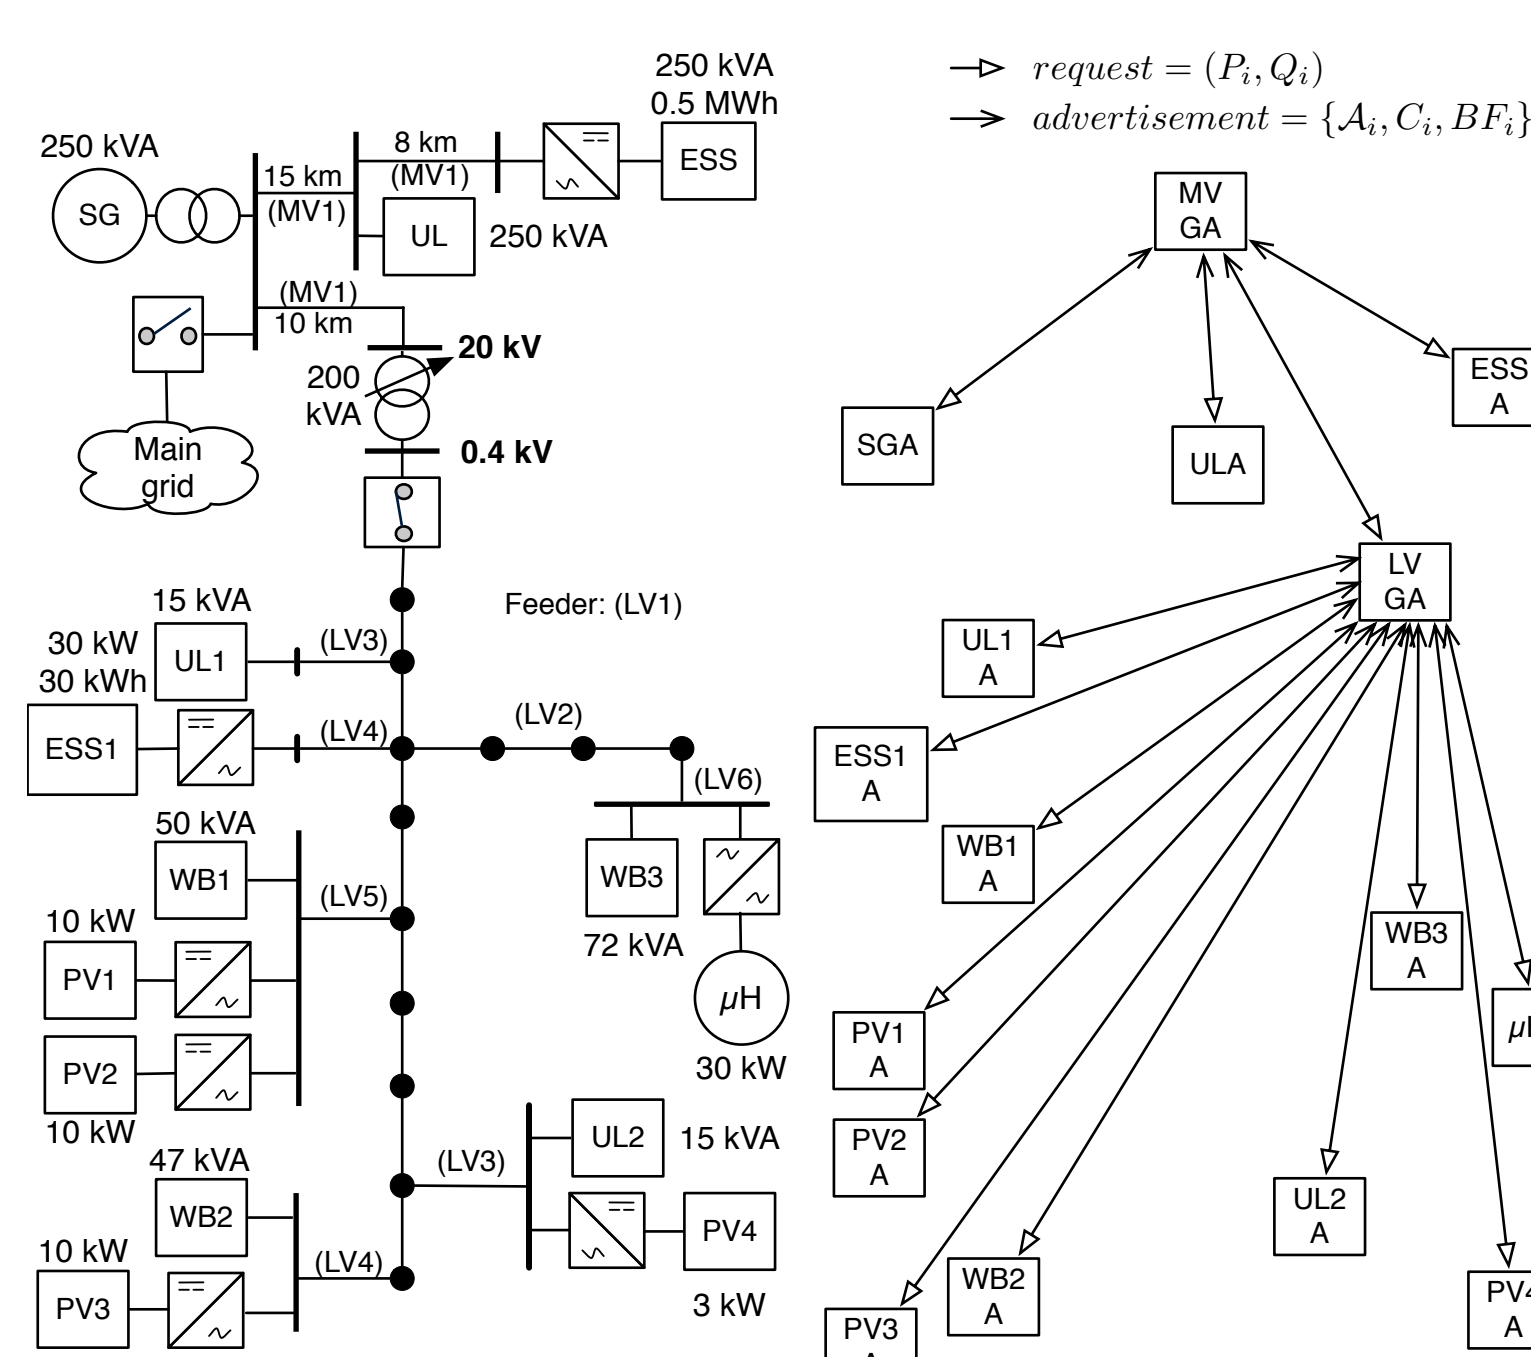 250 kVA
0.5 MWh
ESS
250 kVA
SG
8 km
(MV1)
15 km
(MV1)
UL
250 kVA
(MV1)
10 km
20 kV
200
kVA
0.4 kV
Main
grid
Feeder: (LV1)
15 kVA
UL1
(LV3)
30 kW
30 kWh
ESS1
(LV4)
(LV2)
(LV6)
50 kVA
WB1
(LV5)
10 kW
PV1
PV2
10 kW
WB3
72 kVA
µH
30 kW
47 kVA
WB2
10 kW
PV3
(LV4)
(LV3)
UL2
15 kVA
PV4
3 kW
request = (Pᵢ, Qᵢ)
advertisement = {𝒜ᵢ, Cᵢ, BFᵢ}
MV
GA
SGA
ULA
ESS
A
LV
GA
UL1
A
ESS1
A
WB1
A
PV1
A
PV2
A
PV3
WB2
A
UL2
A
WB3
A
PV4
A